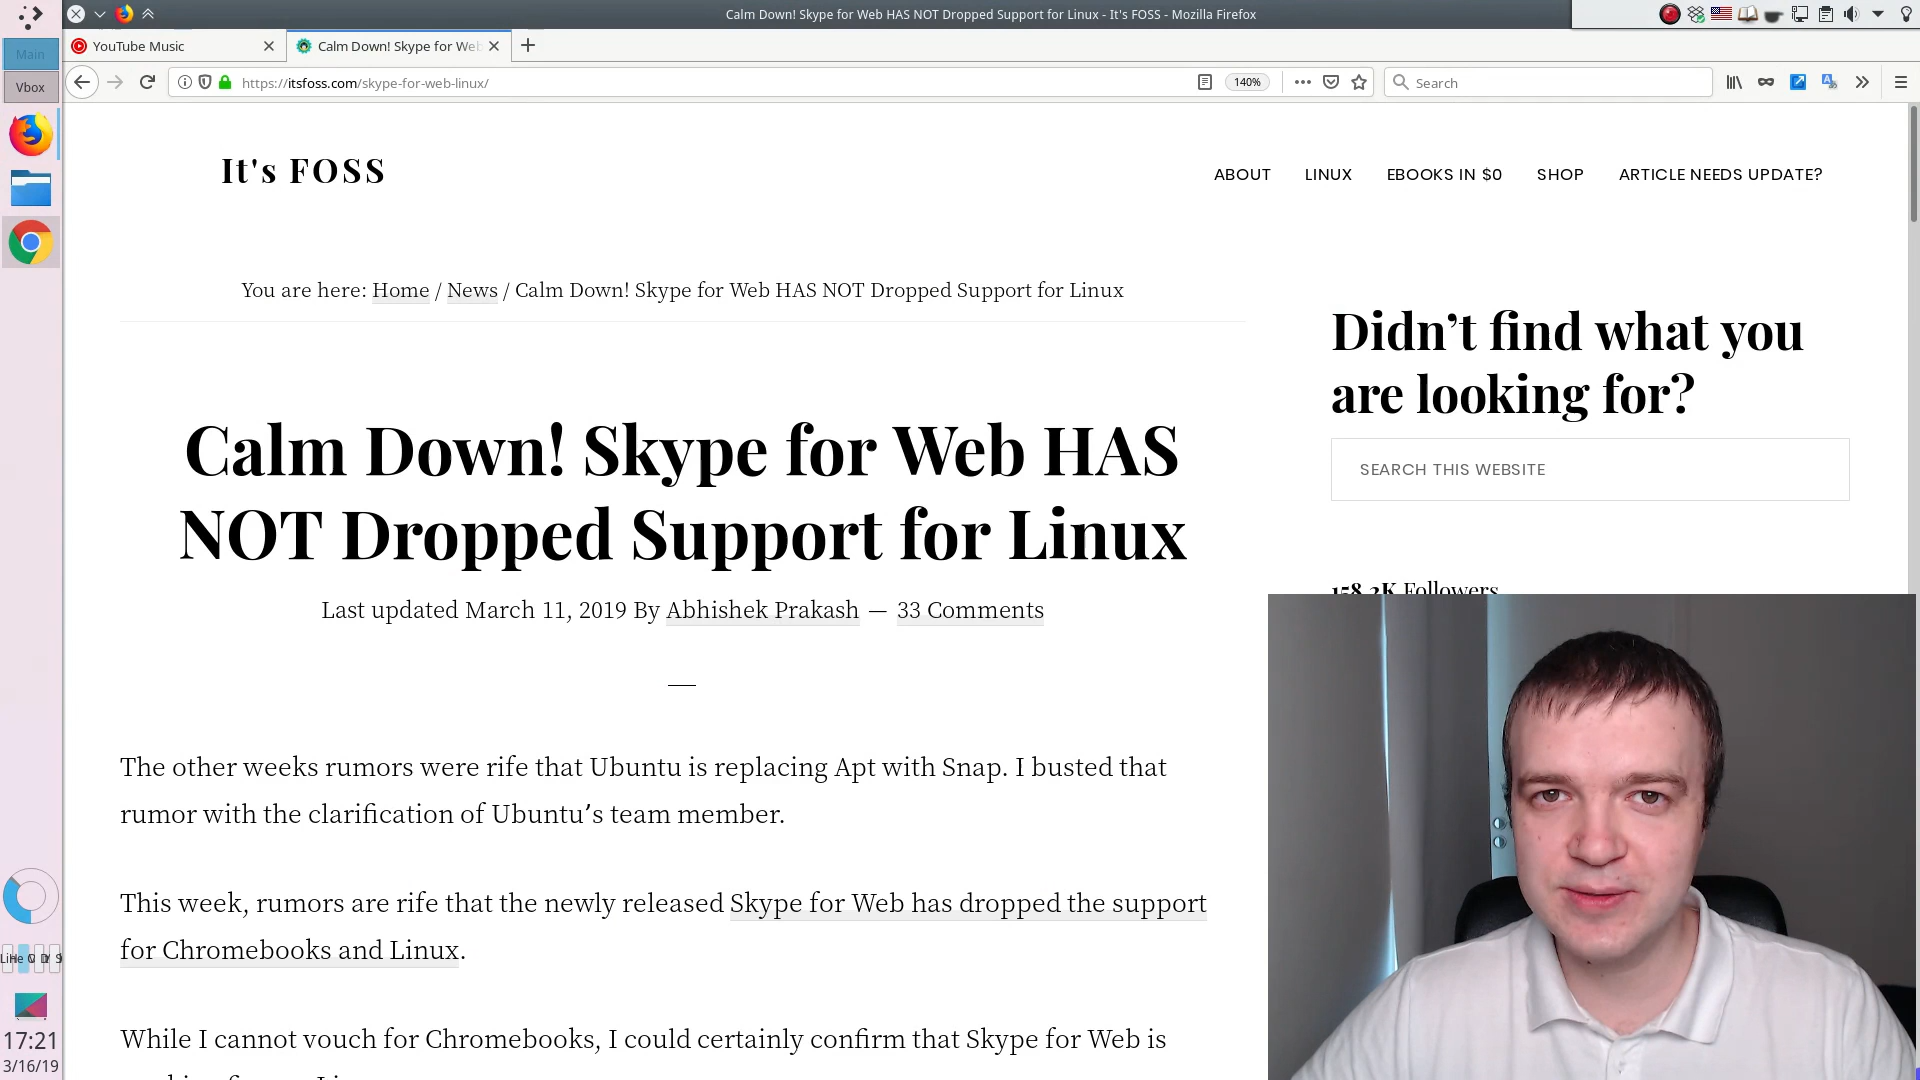 Calm Down! Skype for Web HAS NOT Dropped Support for Linux - It's FOSS - Mozilla Firefox
Main
YouTube Music
Calm Down! Skype for Web
Vbox
https://itsfoss.com/skype-for-web-linux/
140%
Search
It's FOSS
ABOUT
LINUX
EBOOKS IN $0
SHOP
ARTICLE NEEDS UPDATE?
You are here: Home / News / Calm Down! Skype for Web HAS NOT Dropped Support for Linux
Didn’t find what you
are looking for?
SEARCH THIS WEBSITE
158.2K Followers
Calm Down! Skype for Web HAS
NOT Dropped Support for Linux
Last updated March 11, 2019 By Abhishek Prakash — 33 Comments
The other weeks rumors were rife that Ubuntu is replacing Apt with Snap. I busted that
rumor with the clarification of Ubuntu’s team member.
This week, rumors are rife that the newly released Skype for Web has dropped the support
for Chromebooks and Linux.
While I cannot vouch for Chromebooks, I could certainly confirm that Skype for Web is
17:21
3/16/19